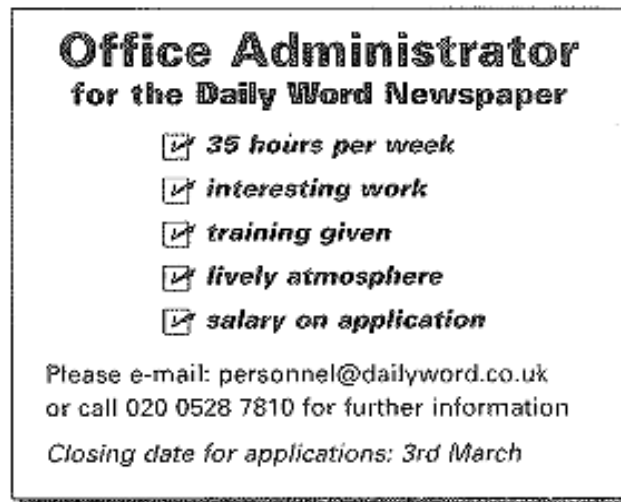 Office Administrator
for the Daily Word Newspaper
35 hours per week
interesting work
training given
lively atmosphere
salary on application
Please e-mail: personnel@dailyword.co.uk
or call 020 0528 7810 for further information
Closing date for applications: 3rd March